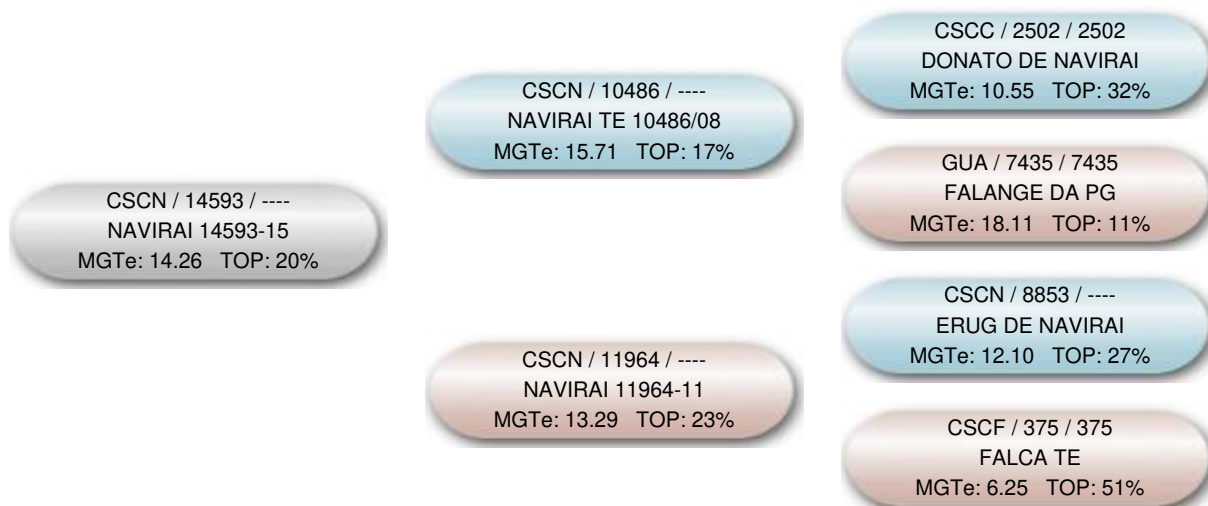 CSCN / 14593 / ----
NAVIRAI 14593-15
MGTe: 14.26 TOP: 20%
CSCN / 10486 / ----
NAVIRAI TE 10486/08
MGTe: 15.71 TOP: 17%
CSCN / 11964 / ----
NAVIRAI 11964-11
MGTe: 13.29 TOP: 23%
CSCC / 2502 / 2502
DONATO DE NAVIRAI
MGTe: 10.55 TOP: 32%
GUA / 7435 / 7435
FALANGE DA PG
MGTe: 18.11 TOP: 11%
CSCN / 8853 / ----
ERUG DE NAVIRAI
MGTe: 12.10 TOP: 27%
CSCF / 375 / 375
FALCA TE
MGTe: 6.25 TOP: 51%